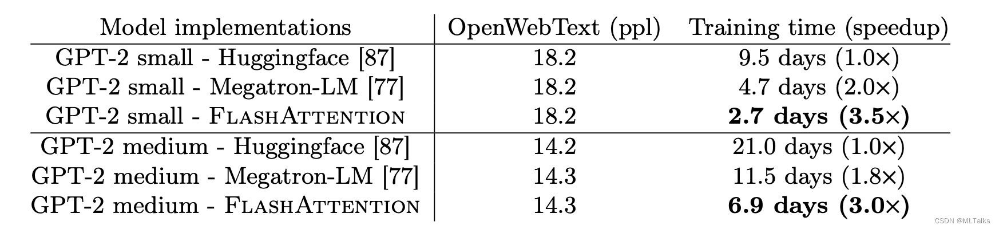 Model implementations OpenWebText (ppl) Training time (speedup)
GPT-2 small - Huggingface [87] 18.2 9.5 days (1.0×)
GPT-2 small - Megatron-LM [77] 18.2 4.7 days (2.0×)
GPT-2 small - FLASHATTENTION 18.2 2.7 days (3.5×)
GPT-2 medium - Huggingface [87] 14.2 21.0 days (1.0×)
GPT-2 medium - Megatron-LM [77] 14.3 11.5 days (1.8×)
GPT-2 medium - FLASHATTENTION 14.3 6.9 days (3.0×)
CSDN @MLTalks